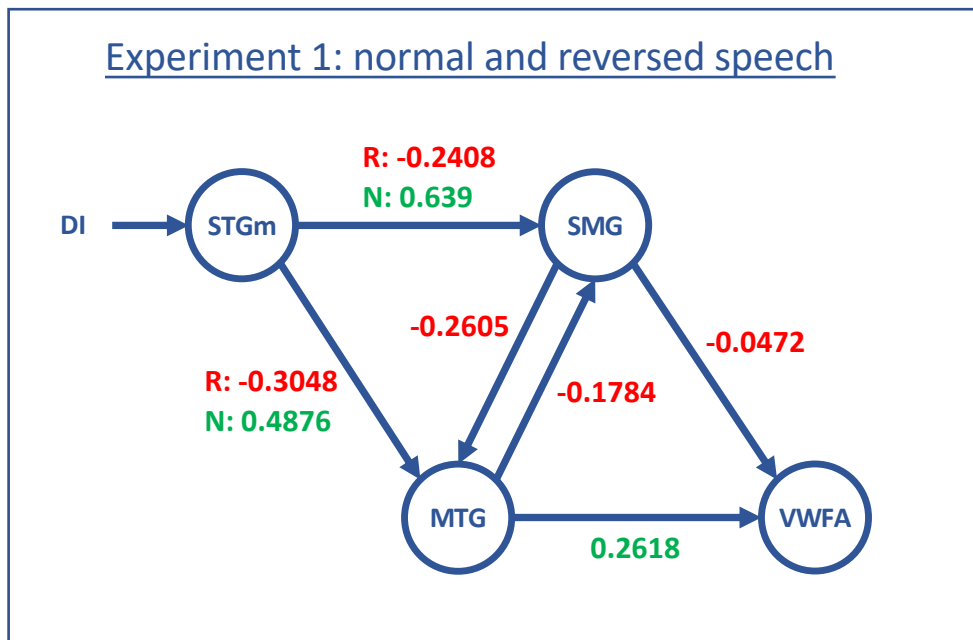 Experiment 1: normal and reversed speech
R: -0.2408
N: 0.639
DI
STGm
SMG
-0.2605
-0.0472
R: -0.3048
N: 0.4876
-0.1784
MTG
VWFA
0.2618